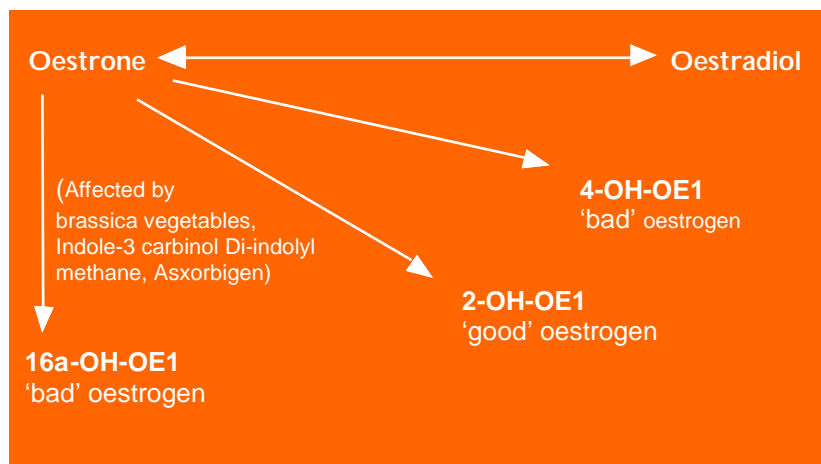 Oestrone
Oestradiol
(Affected by
brassica vegetables,
Indole-3 carbinol Di-indolyl
methane, Asxorbigen)
4-OH-OE1
‘bad’ oestrogen
2-OH-OE1
‘good’ oestrogen
16a-OH-OE1
‘bad’ oestrogen